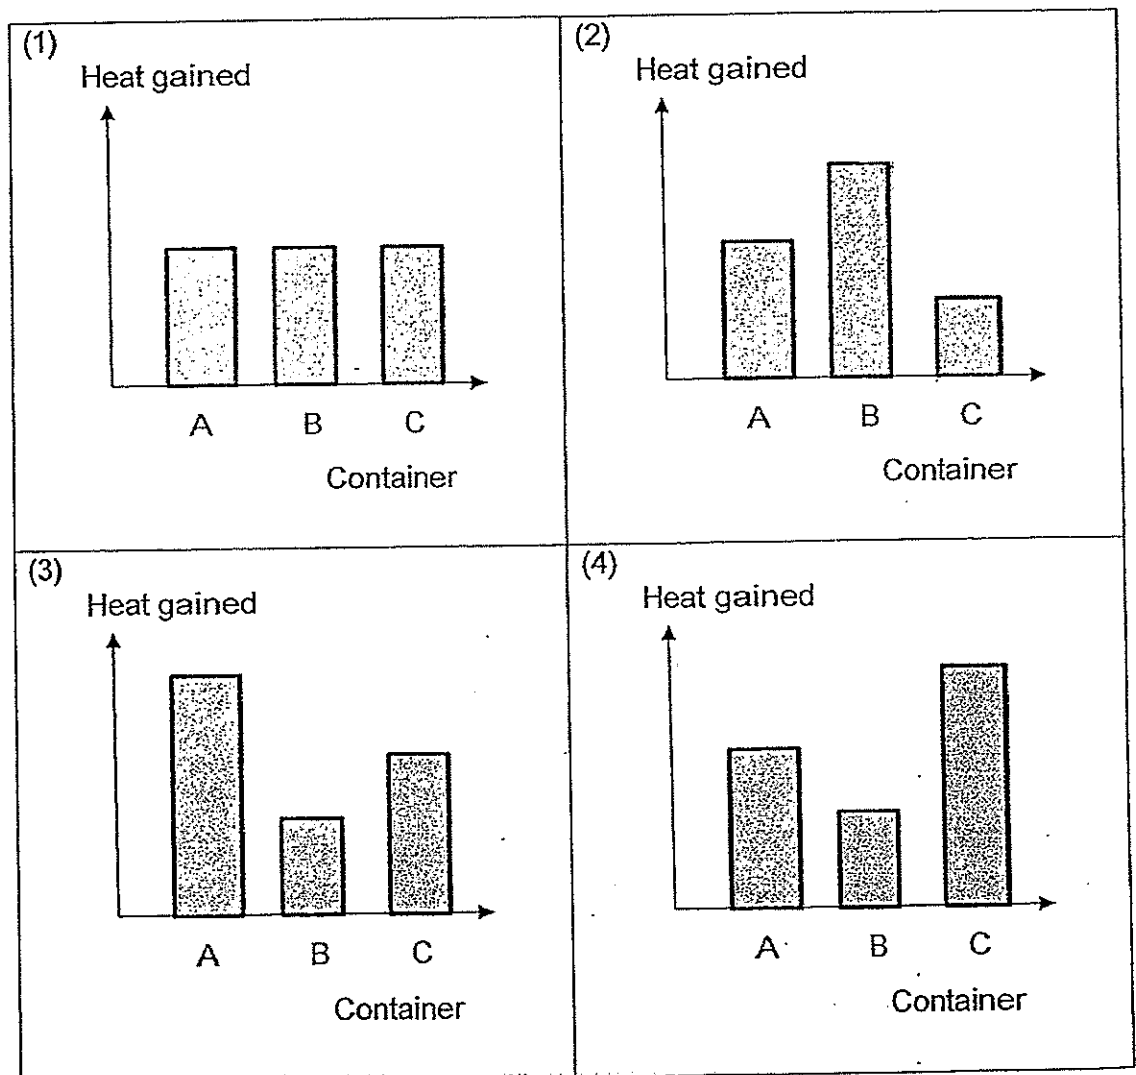 (1)
Heat gained
A B C
Container
(2)
Heat gained
A B C
Container
(3)
Heat gained
A B C
Container
(4)
Heat gained
A B C
Container